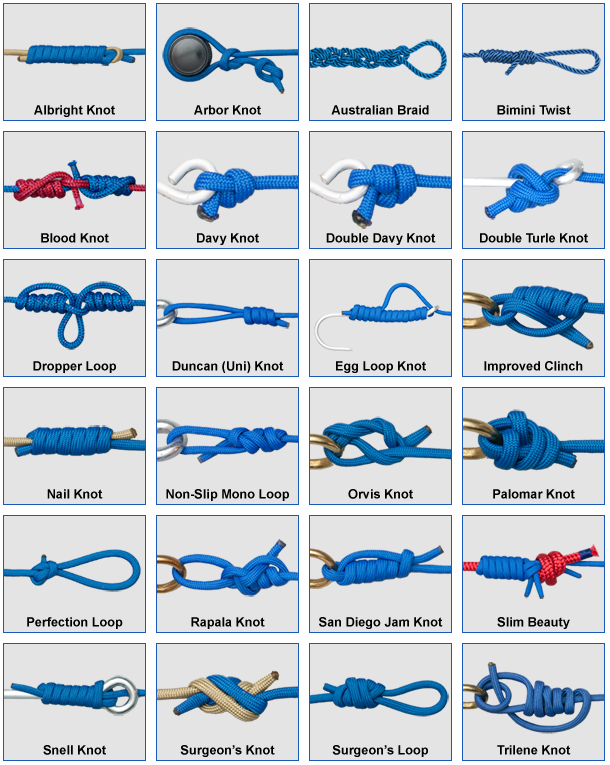 Albright Knot
Arbor Knot
Australian Braid
Bimini Twist
Blood Knot
Davy Knot
Double Davy Knot
Double Turle Knot
Dropper Loop
Duncan (Uni) Knot
Egg Loop Knot
Improved Clinch
Nail Knot
Non-Slip Mono Loop
Orvis Knot
Palomar Knot
Perfection Loop
Rapala Knot
San Diego Jam Knot
Slim Beauty
Snell Knot
Surgeon's Knot
Surgeon's Loop
Trilene Knot